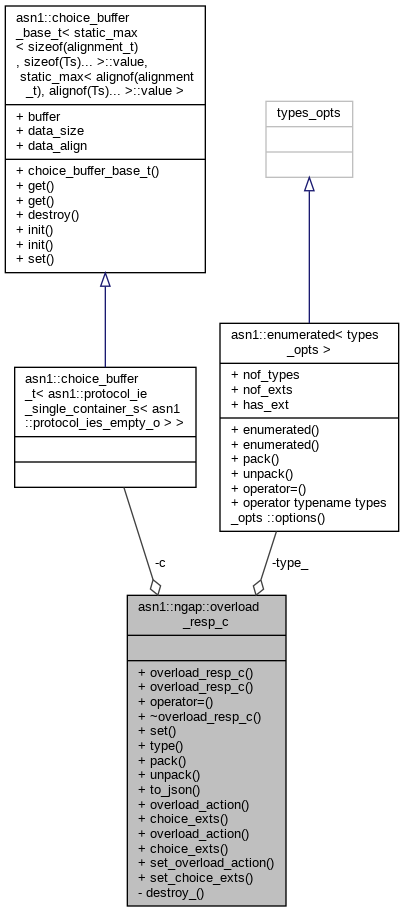 asn1::choice_buffer
_base_t< static_max
< sizeof(alignment_t)
, sizeof(Ts)... >::value,
static_max< alignof(alignment
_t), alignof(Ts)... >::value >
+ buffer
+ data_size
+ data_align
+ choice_buffer_base_t()
+ get()
+ get()
+ destroy()
+ init()
+ init()
+ set()
types_opts
asn1::choice_buffer
_t< asn1::protocol_ie
_single_container_s< asn1
::protocol_ies_empty_o > >
asn1::enumerated< types
_opts >
+ nof_types
+ nof_exts
+ has_ext
+ enumerated()
+ enumerated()
+ pack()
+ unpack()
+ operator=()
+ operator typename types
_opts ::options()
-c
-type_
asn1::ngap::overload
_resp_c
+ overload_resp_c()
+ overload_resp_c()
+ operator=()
+ ~overload_resp_c()
+ set()
+ type()
+ pack()
+ unpack()
+ to_json()
+ overload_action()
+ choice_exts()
+ overload_action()
+ choice_exts()
+ set_overload_action()
+ set_choice_exts()
- destroy_()